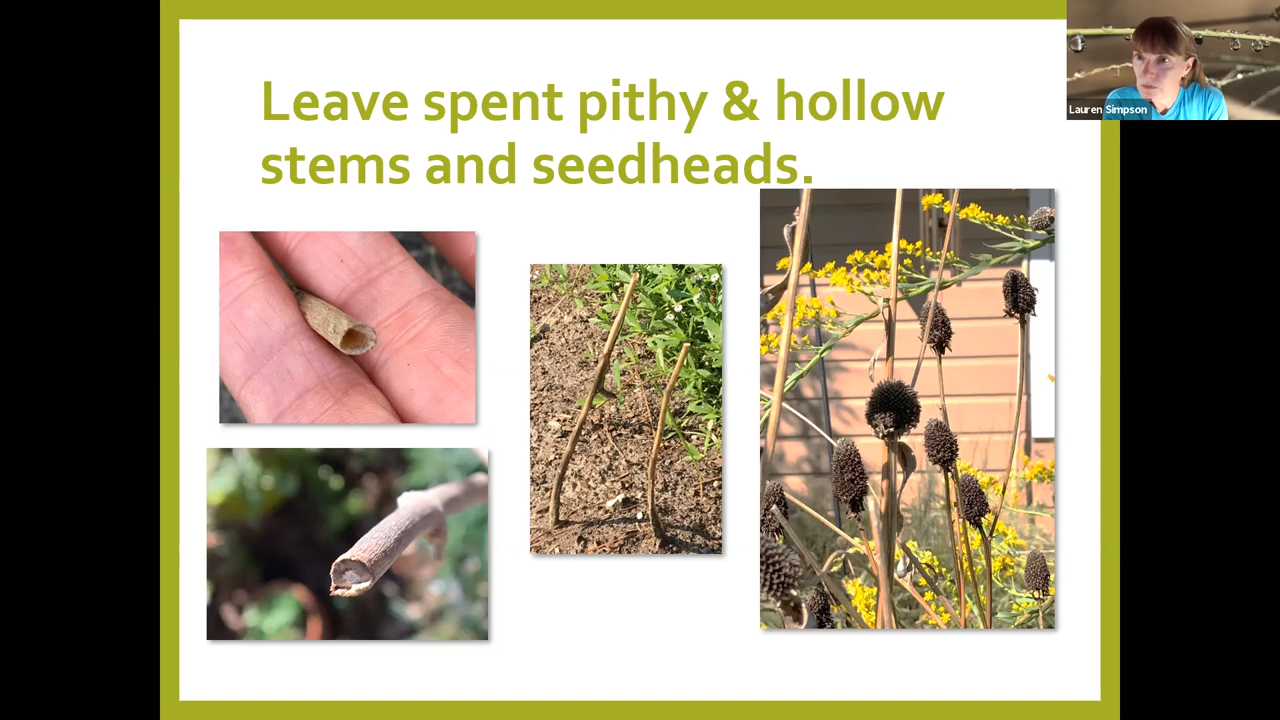 Leave spent pithy & hollow
stems and seedheads.
Lauren Simpson